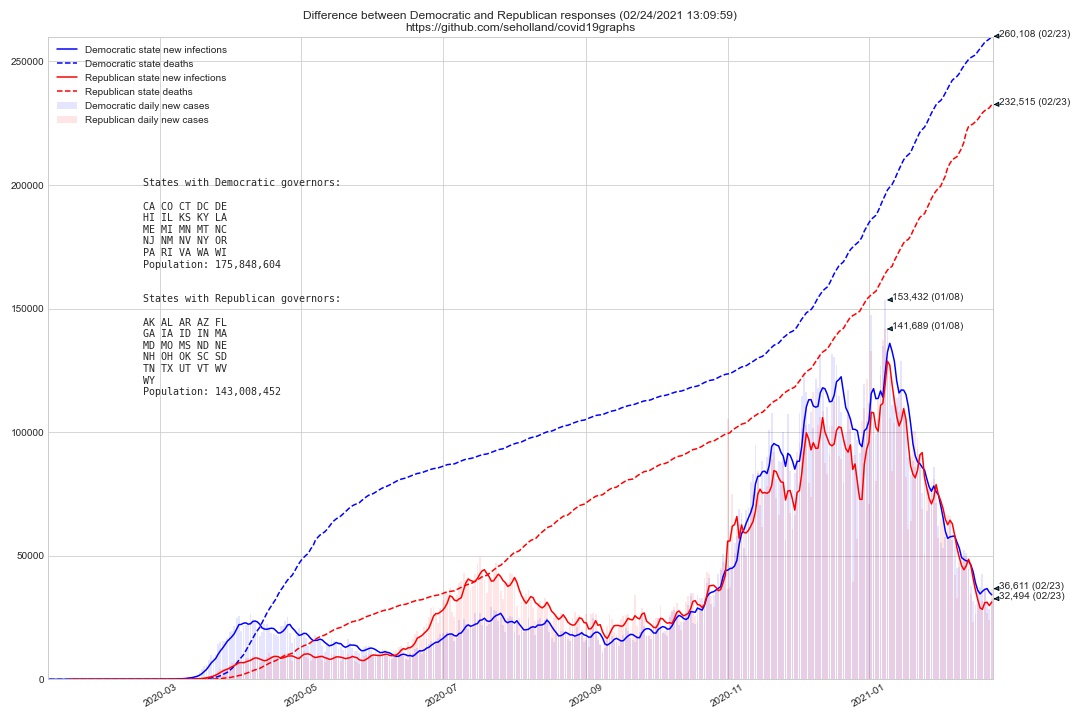 Difference between Democratic and Republican responses (02/24/2021 13:09:59)
https://github.com/seholland/covid19graphs
Democratic state new infections
Democratic state deaths
Republican state new infections
Republican state deaths
Democratic daily new cases
Republican daily new cases
States with Democratic governors:
CA CO CT DC DE
HI IL KS KY LA
ME MI MN MT NC
NJ NM NV NY OR
PA RI VA WA WI
Population: 175,848,604
States with Republican governors:
AK AL AR AZ FL
GA IA ID IN MA
MD MO MS ND NE
NH OH OK SC SD
TN TX UT VT WV
WY
Population: 143,008,452
260,108 (02/23)
232,515 (02/23)
153,432 (01/08)
141,689 (01/08)
36,611 (02/23)
32,494 (02/23)
250000
200000
150000
100000
50000
0
2020-03
2020-05
2020-07
2020-09
2020-11
2021-01